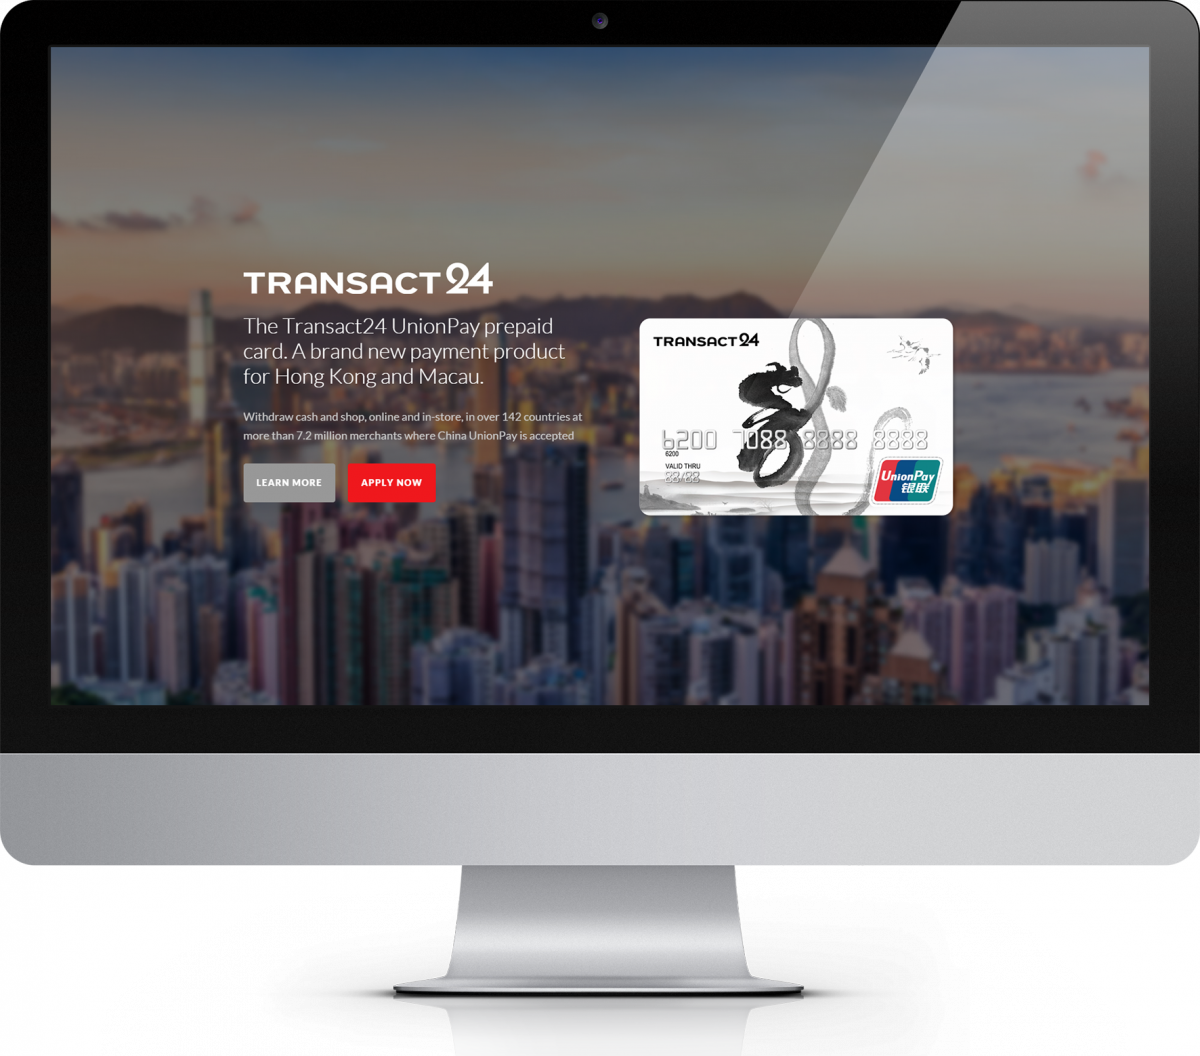 TRANSACT24
The Transact24 UnionPay prepaid
card. A brand new payment product
for Hong Kong and Macau.
Withdraw cash and shop, online and in-store, in over 142 countries at
more than 7.2 million merchants where China UnionPay is accepted
LEARN MORE
APPLY NOW
TRANSACT24
6200 7088 8888 8888
6200
VALID THRU
88/88
UnionPay
银联